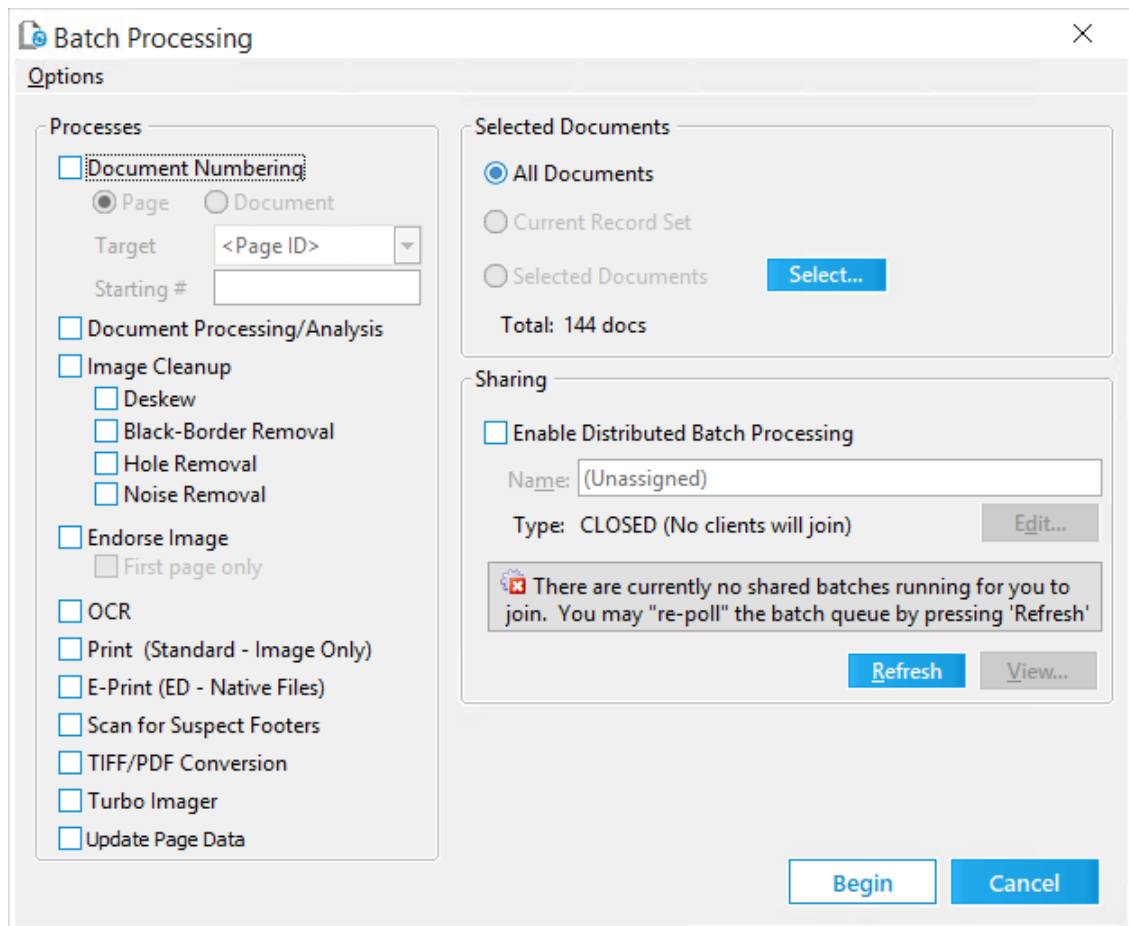 Batch Processing
Options
Processes
Document Numbering
Page Document
Target <Page ID>
Starting #
Document Processing/Analysis
Image Cleanup
Deskew
Black-Border Removal
Hole Removal
Noise Removal
Endorse Image
First page only
OCR
Print (Standard - Image Only)
E-Print (ED - Native Files)
Scan for Suspect Footers
TIFF/PDF Conversion
Turbo Imager
Update Page Data
Selected Documents
All Documents
Current Record Set
Selected Documents Select...
Total: 144 docs
Sharing
Enable Distributed Batch Processing
Name: (Unassigned)
Type: CLOSED (No clients will join) Edit...
There are currently no shared batches running for you to
join. You may "re-poll" the batch queue by pressing 'Refresh'
Refresh View...
Begin Cancel